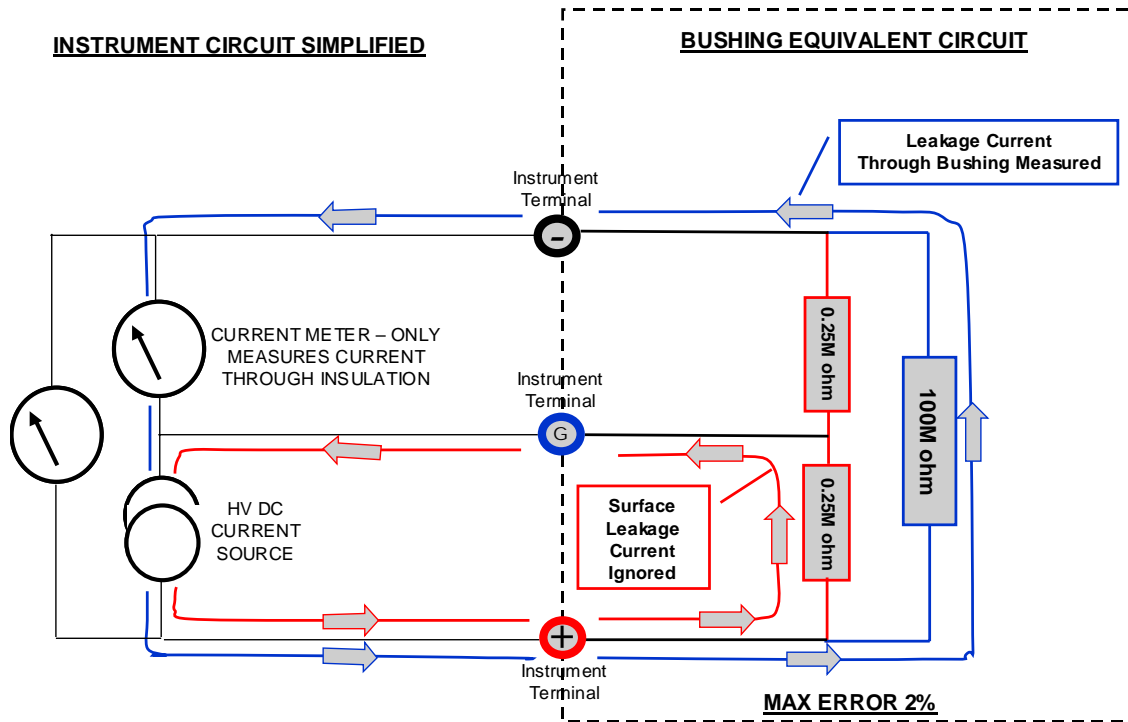 INSTRUMENT CIRCUIT SIMPLIFIED
BUSHING EQUIVALENT CIRCUIT
Leakage Current
Through Bushing Measured
Instrument
Terminal
-
CURRENT METER – ONLY
MEASURES CURRENT
THROUGH INSULATION
0.25M ohm
100M ohm
Instrument
Terminal
G
HV DC
CURRENT
SOURCE
Surface
Leakage
Current
Ignored
0.25M ohm
+
Instrument
Terminal
MAX ERROR 2%